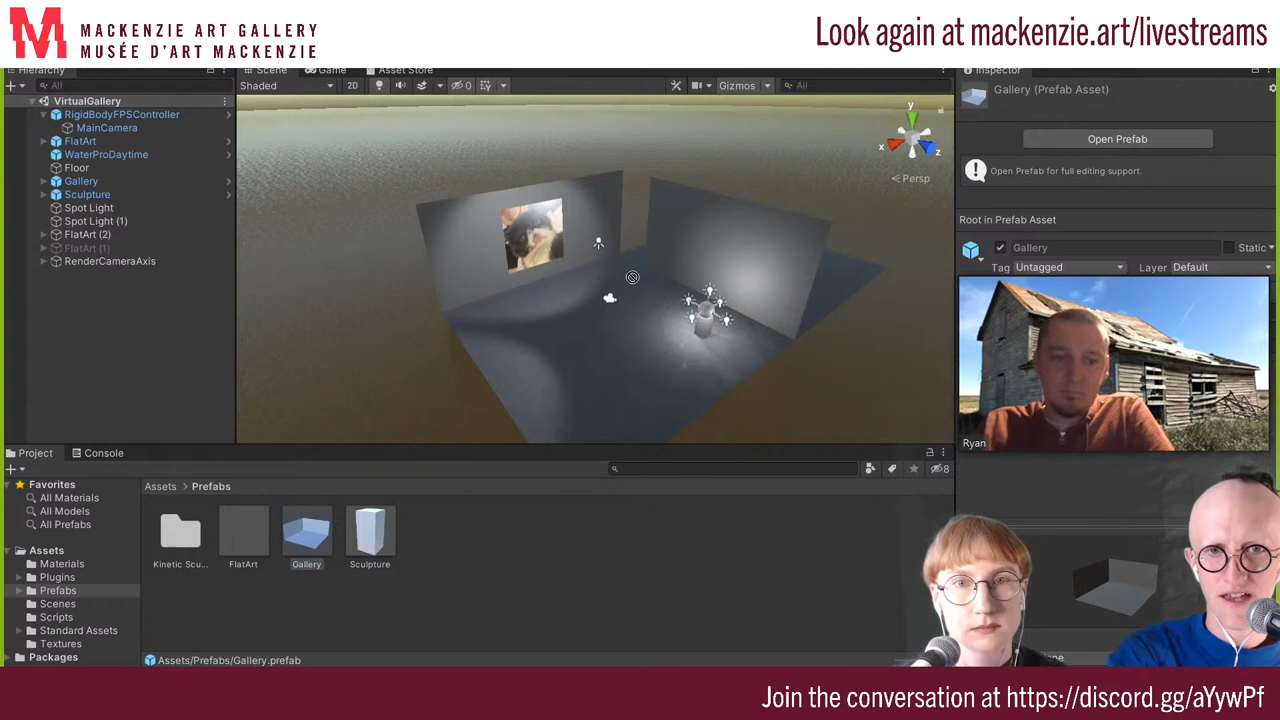 MACKENZIE ART GALLERY
MUSÉE D'ART MACKENZIE
Look again at mackenzie.art/livestreams
Hierarchy
Scene
Game
Asset Store
Inspector
All
Shaded
2D
0
Gizmos
All
VirtualGallery
RigidBodyFPSController
MainCamera
FlatArt
WaterProDaytime
Floor
Gallery
Sculpture
Spot Light
Spot Light (1)
FlatArt (2)
FlatArt (1)
RenderCameraAxis
y
x
z
Persp
Gallery (Prefab Asset)
Open Prefab
Open Prefab for full editing support.
Root in Prefab Asset
Gallery
Static
Tag Untagged
Layer Default
Ryan
Project
Console
8
Favorites
All Materials
All Models
All Prefabs
Assets
Materials
Plugins
Prefabs
Scenes
Scripts
Standard Assets
Textures
Packages
Assets > Prefabs
Kinetic Scu...
FlatArt
Gallery
Sculpture
Assets/Prefabs/Gallery.prefab
Join the conversation at https://discord.gg/aYywPf